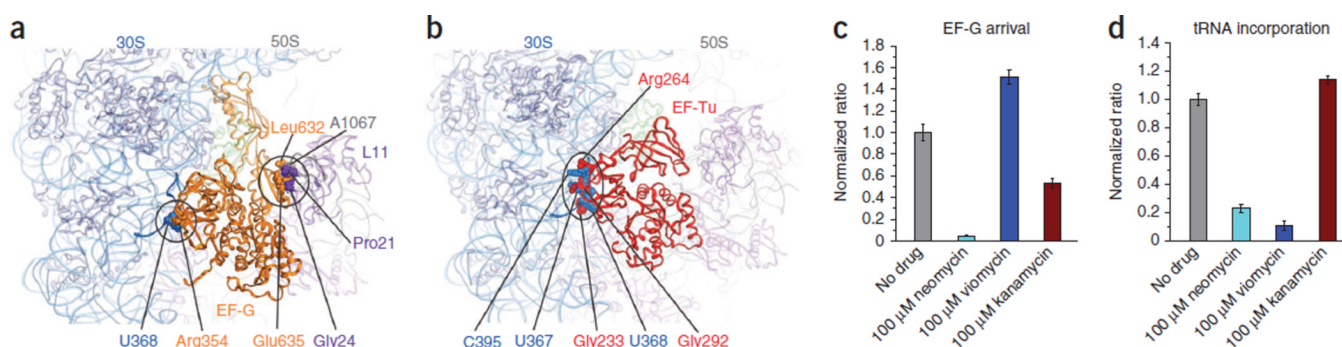 a
30S
50S
Leu632
A1067
L11
Pro21
EF-G
U368 Arg354 Glu635 Gly24
b
30S
50S
Arg264
EF-Tu
C395 U367 Gly233 U368 Gly292
c
EF-G arrival
Normalized ratio
1.8
1.6
1.4
1.2
1.0
0.8
0.6
0.4
0.2
0
No drug
100 µM neomycin
100 µM viomycin
100 µM kanamycin
d
tRNA incorporation
Normalized ratio
1.4
1.2
1.0
0.8
0.6
0.4
0.2
0
No drug
100 µM neomycin
100 µM viomycin
100 µM kanamycin